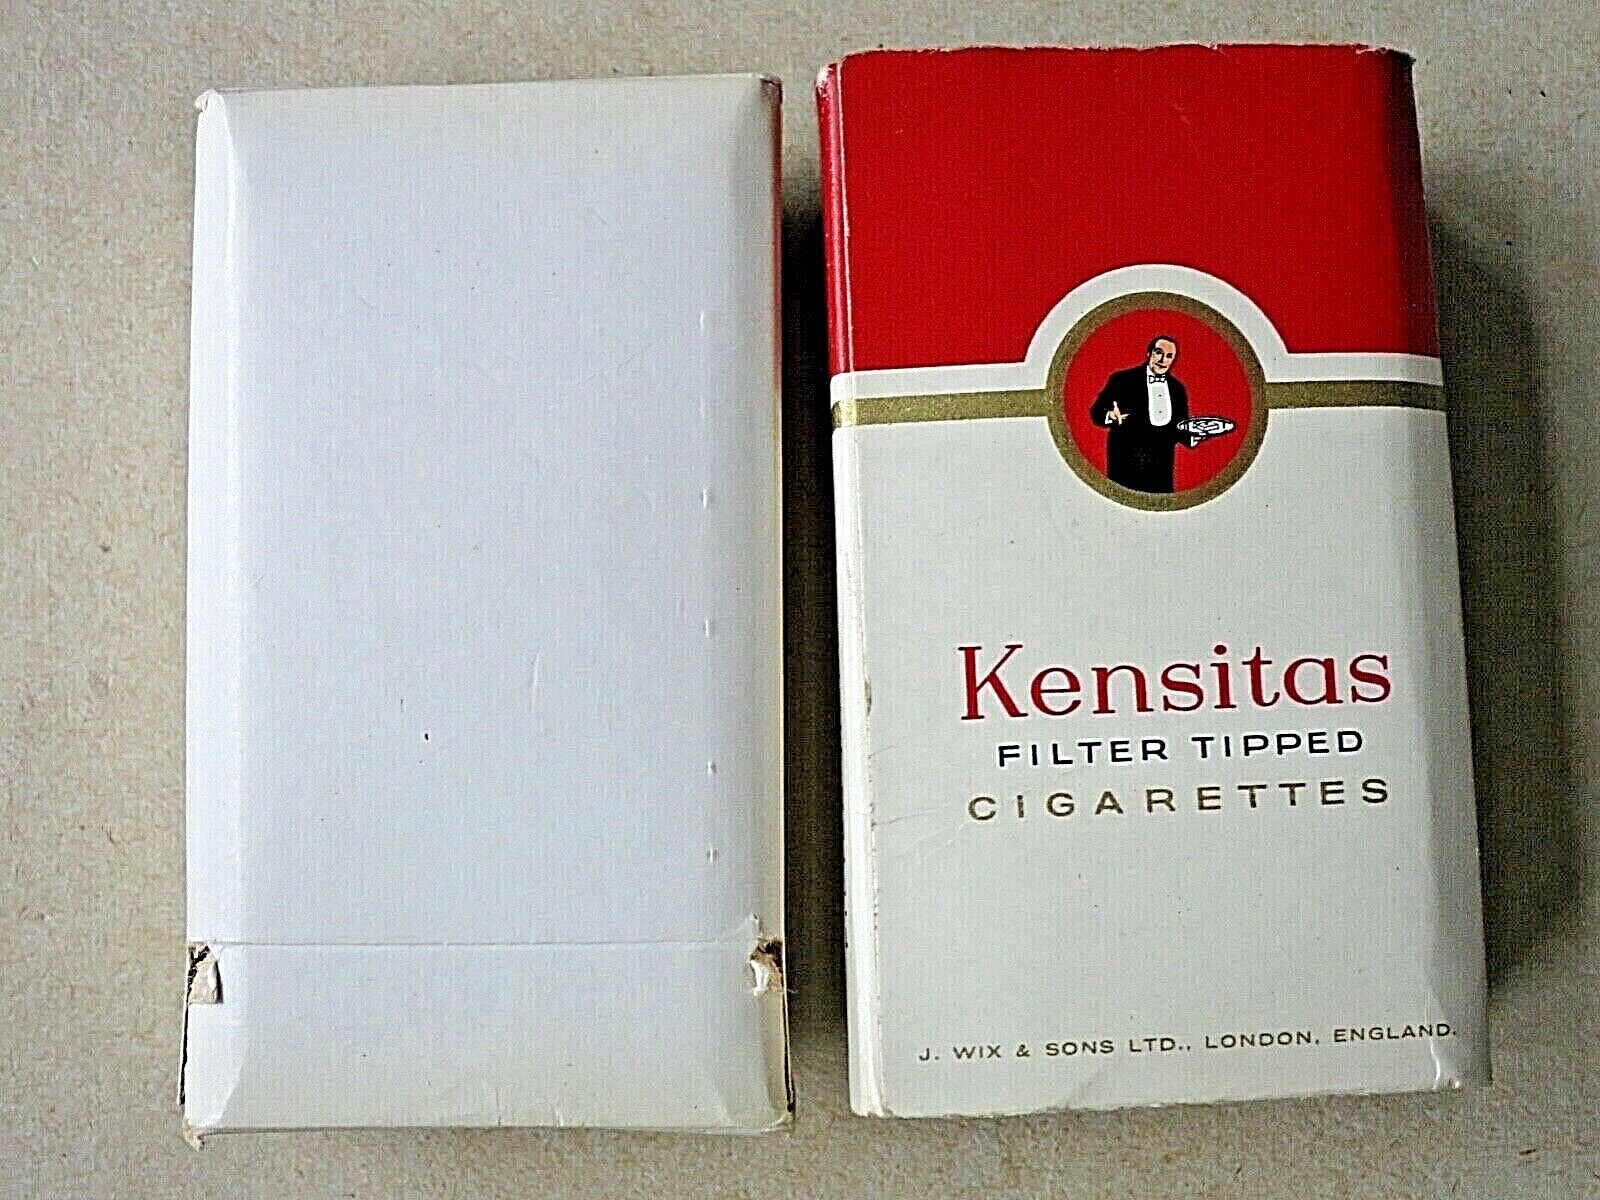 Kensitas
FILTER TIPPED
CIGARETTES
J. WIX & SONS LTD., LONDON, ENGLAND.